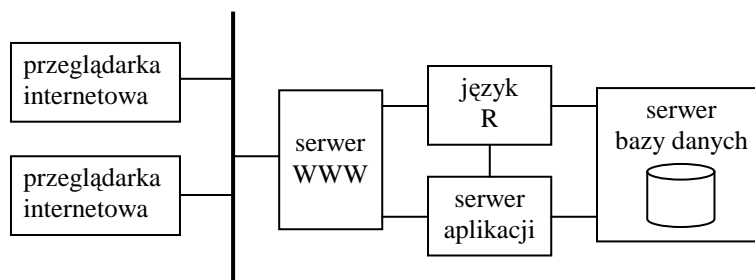 przeglądarka
internetowa
przeglądarka
internetowa
serwer
WWW
język
R
serwer
aplikacji
serwer
bazy danych